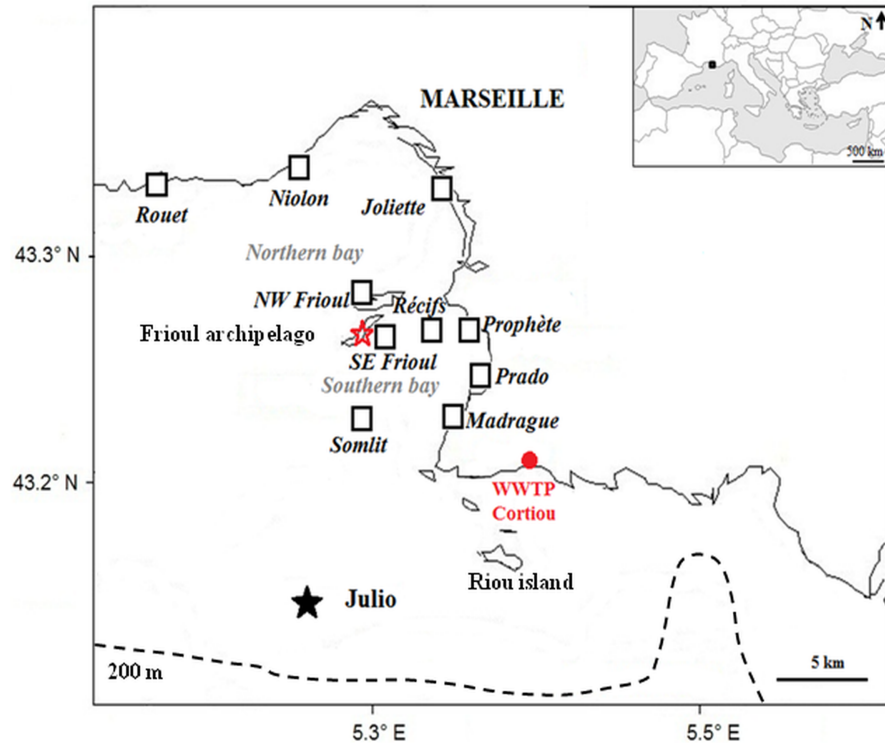 N
MARSEILLE
500 km
Rouet
Niolon
Joliette
Northern bay
43.3° N
NW Frioul
Récifs
Frioul archipelago
Prophète
SE Frioul
Southern bay
Prado
Somlit
Madrague
43.2° N
WWTP
Cortiou
Riou island
Julio
200 m
5 km
5.3° E
5.5° E